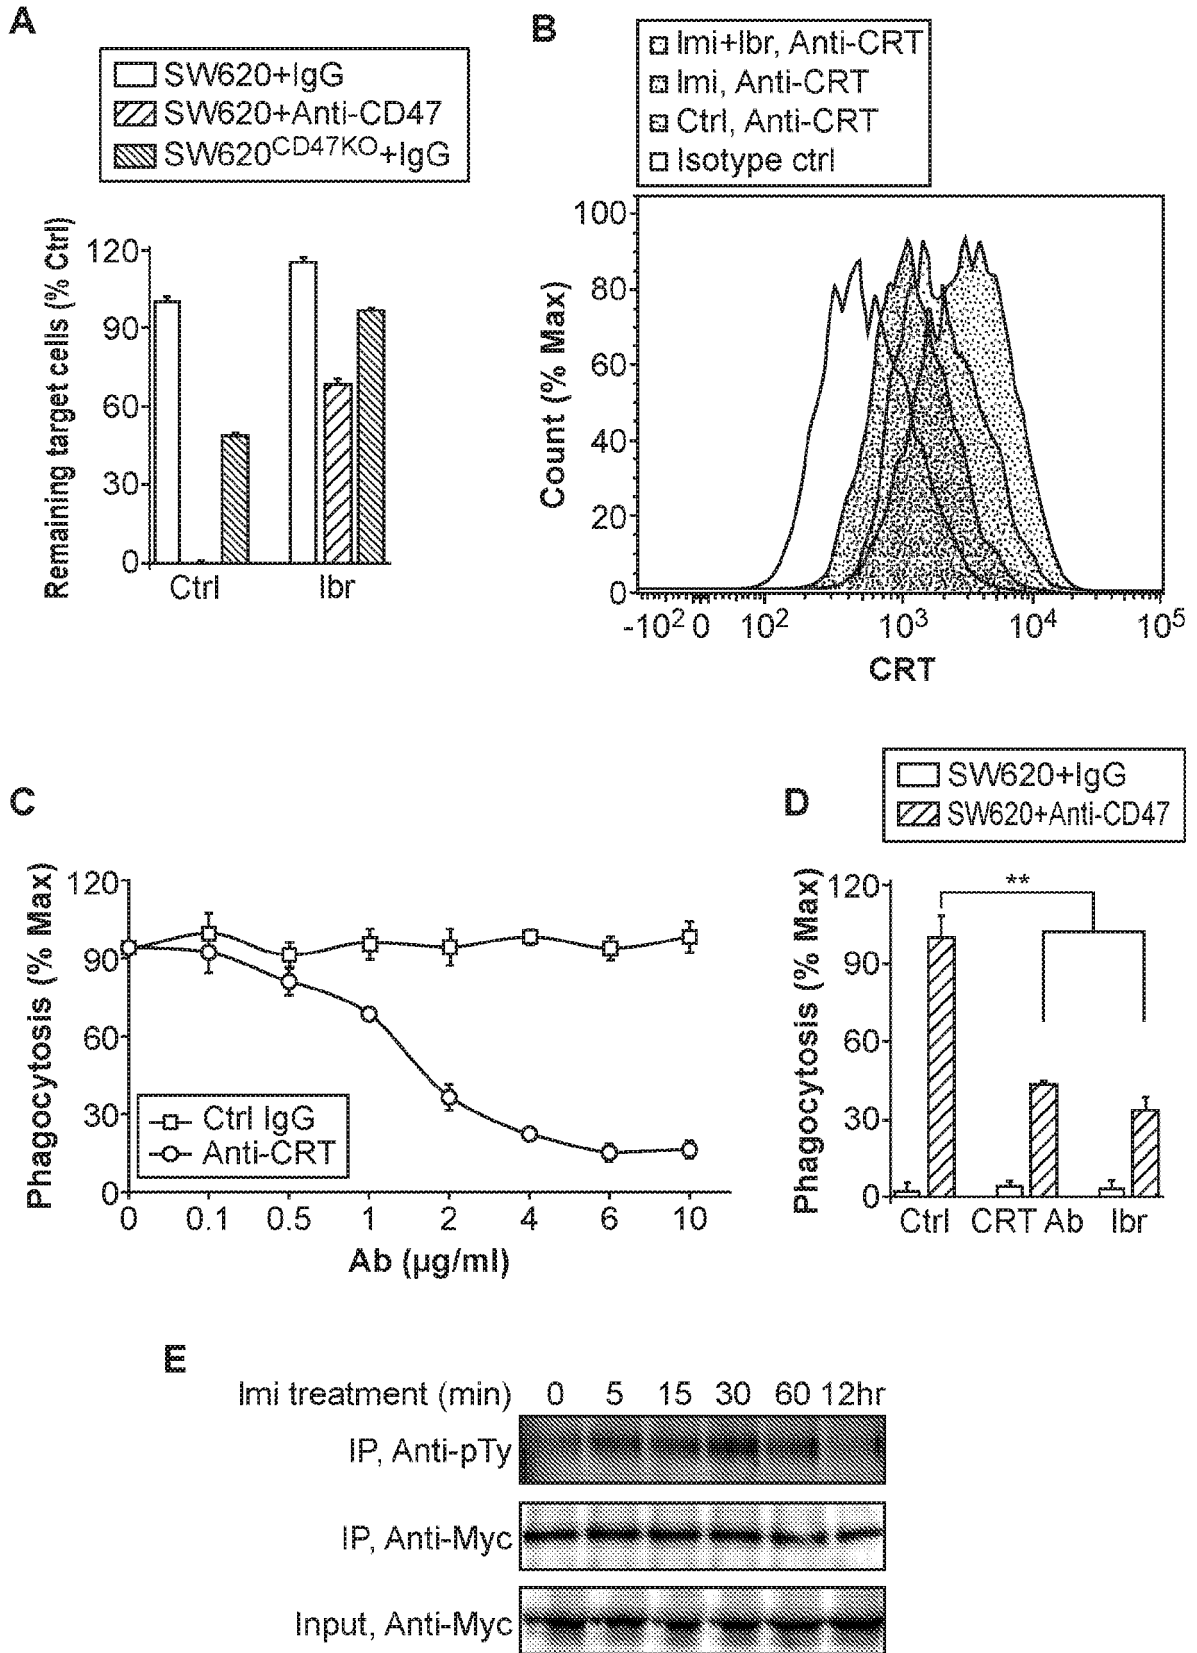 A
SW620+IgG
SW620+Anti-CD47
SW620CD47KO+IgG
Remaining target cells (% Ctrl)
120
90
60
30
0
Ctrl Ibr
B
Imi+Ibr, Anti-CRT
Imi, Anti-CRT
Ctrl, Anti-CRT
Isotype ctrl
Count (% Max)
100
80
60
40
20
0
-10² 0 10² 10³ 10⁴ 10⁵
CRT
C
Phagocytosis (% Max)
120
90
60
30
0
Ctrl IgG
Anti-CRT
0 0.1 0.5 1 2 4 6 10
Ab (µg/ml)
D
SW620+IgG
SW620+Anti-CD47
Phagocytosis (% Max)
120
90
60
30
0
**
Ctrl CRT Ab Ibr
E
Imi treatment (min) 0 5 15 30 60 12hr
IP, Anti-pTy
IP, Anti-Myc
Input, Anti-Myc